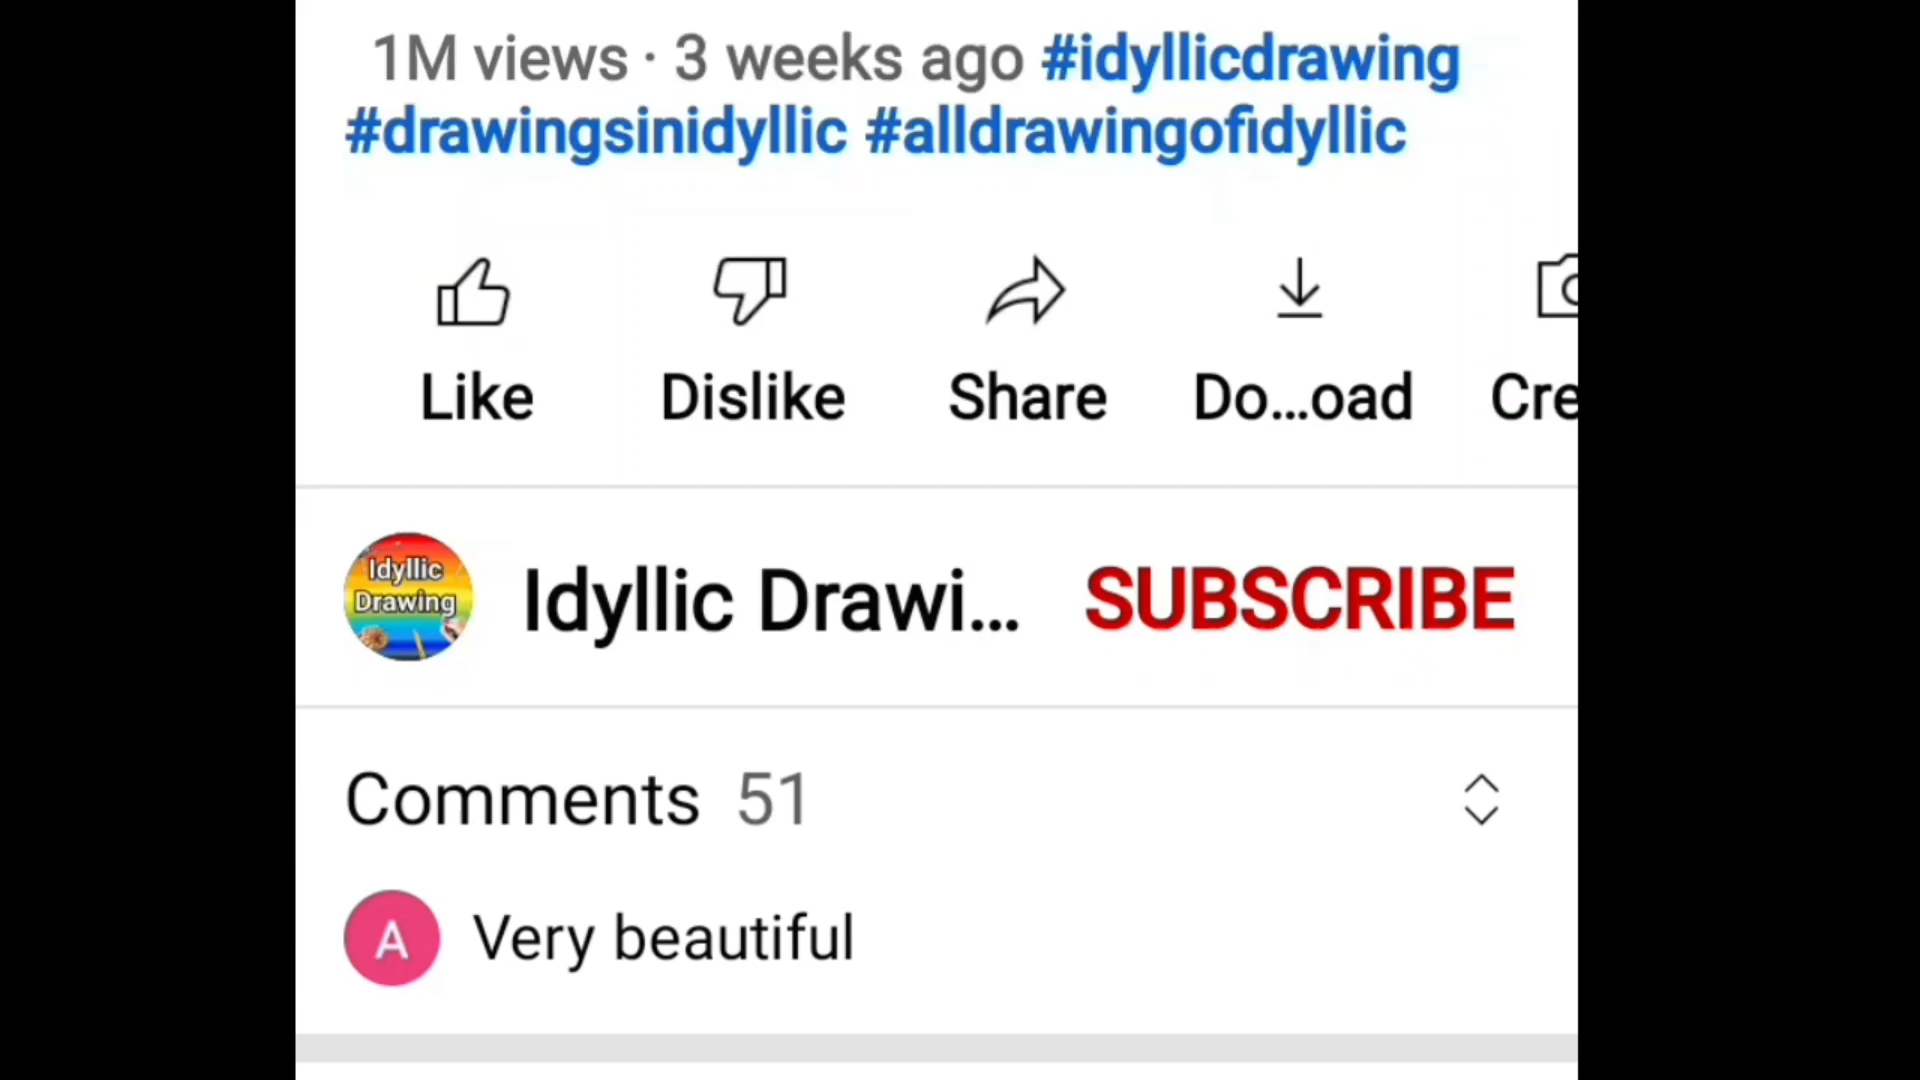 1M views · 3 weeks ago #idyllicdrawing
#drawingsinidyllic #alldrawingofidyllic
Like Dislike Share Do...oad Cre
Idyllic
Drawing
Idyllic Drawi... SUBSCRIBE
Comments 51
A Very beautiful